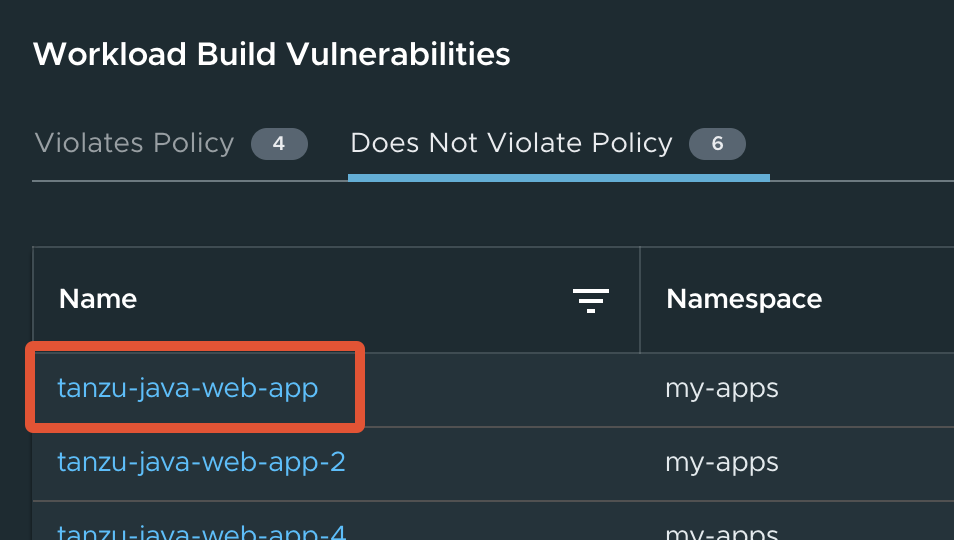 Workload Build Vulnerabilities
Violates Policy 4 Does Not Violate Policy 6
Name Namespace
tanzu-java-web-app my-apps
tanzu-java-web-app-2 my-apps
tanzu-java-web-app-4 my-apps